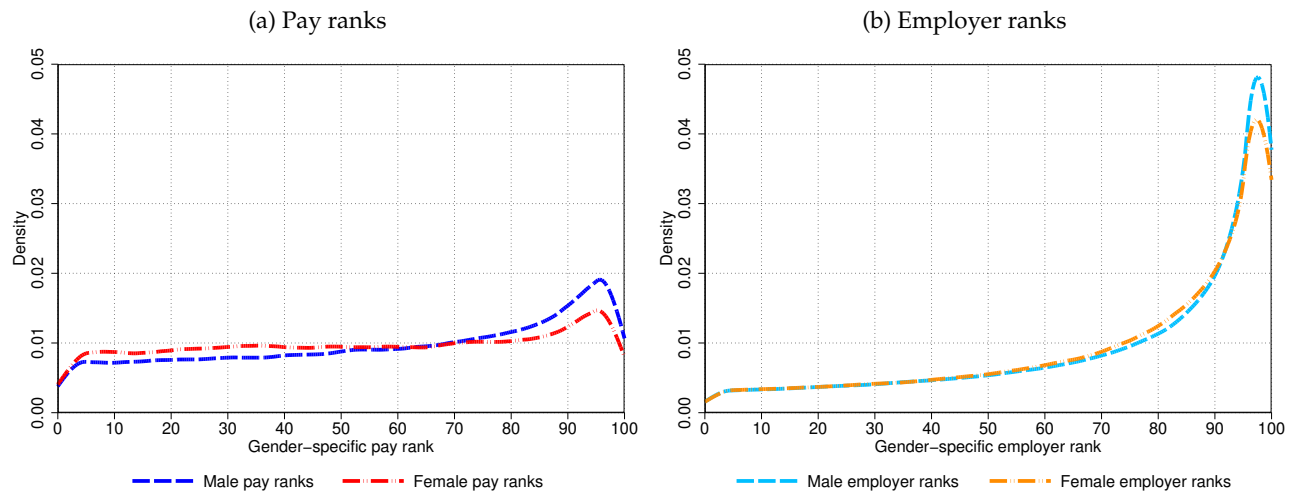 (a) Pay ranks
0.05
0.04
0.03
0.02
0.01
0.00
Density
0 10 20 30 40 50 60 70 80 90 100
Gender−specific pay rank
Male pay ranks Female pay ranks
(b) Employer ranks
0.05
0.04
0.03
0.02
0.01
0.00
Density
0 10 20 30 40 50 60 70 80 90 100
Gender−specific employer rank
Male employer ranks Female employer ranks